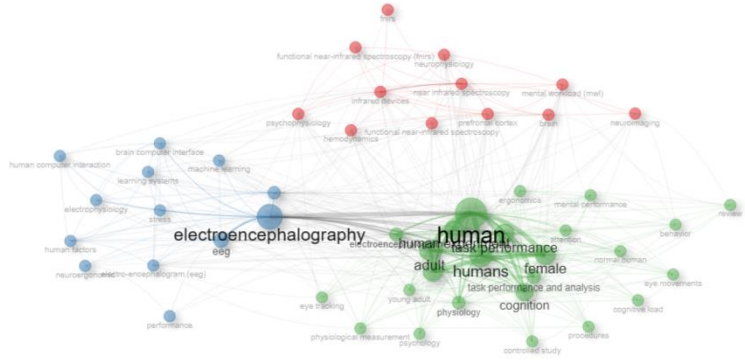 fnirs
functional near-infrared spectroscopy (fnirs)
neurophysiology
near infrared spectroscopy
mental workload (mwl)
infrared devices
psychophysiology
prefrontal cortex
brain
neuroimaging
hemodynamics
functional near-infrared spectroscopy
brain computer interface
human computer interaction
machine learning
learning systems
ergonomics
mental performance
electrophysiology
review
stress
behavior
electroencephalography
human
attention
human factors
eeg
task performance
normal human
adult
humans
female
neuroergonomics
electro-encephalogram (eeg)
eye movements
task performance and analysis
eye tracking
young adult
physiology
cognition
cognitive load
performance
physiological measurement
psychology
procedures
controlled study